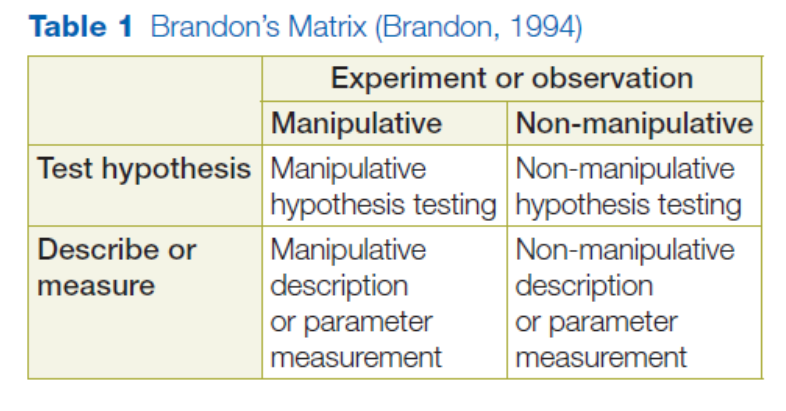 Table 1 Brandon's Matrix (Brandon, 1994)
Experiment or observation
Manipulative Non-manipulative
Test hypothesis Manipulative Non-manipulative
hypothesis testing hypothesis testing
Describe or Manipulative Non-manipulative
measure description description
or parameter or parameter
measurement measurement